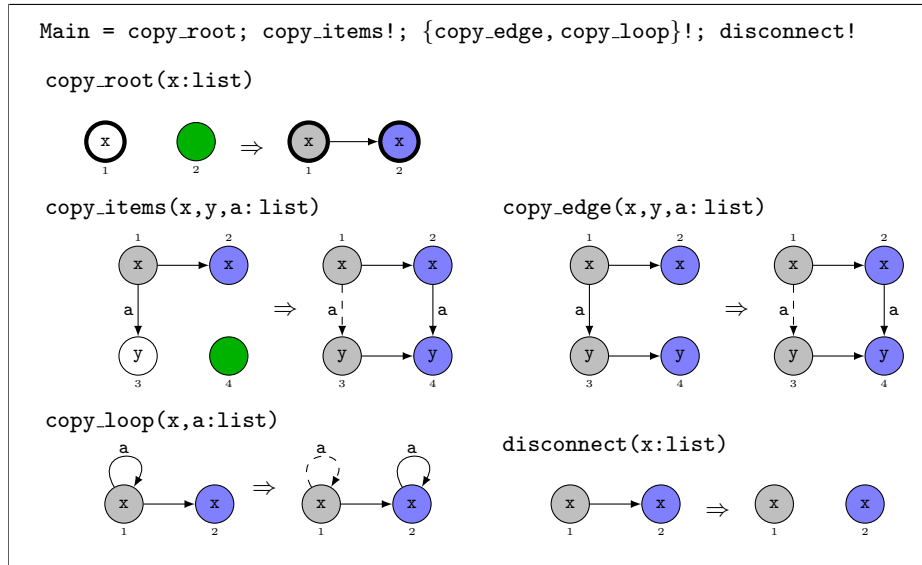 Main = copy_root; copy_items!; {copy_edge, copy_loop}!; disconnect!
copy_root(x:list)
x ⇒ x x
1 2 1 2
copy_items(x,y,a:list)
1 2 1 2
x x x x
a ⇒ a a
y y y
3 4 3 4
copy_edge(x,y,a:list)
1 2 1 2
x x x x
a ⇒ a a
y y y y
3 4 3 4
copy_loop(x,a:list)
a a a
x x ⇒ x x
1 2 1 2
disconnect(x:list)
x x ⇒ x x
1 2 1 2